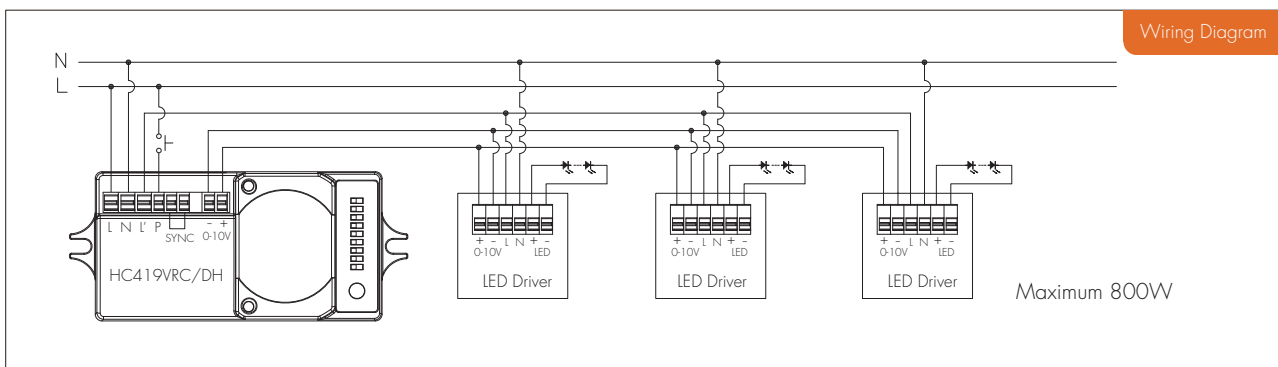 Wiring Diagram
N
L
L N L' P SYNC - + 0-10V
HC419VRC/DH
+ - L N + -
0-10V LED
LED Driver
+ - L N + -
0-10V LED
LED Driver
+ - L N + -
0-10V LED
LED Driver
Maximum 800W